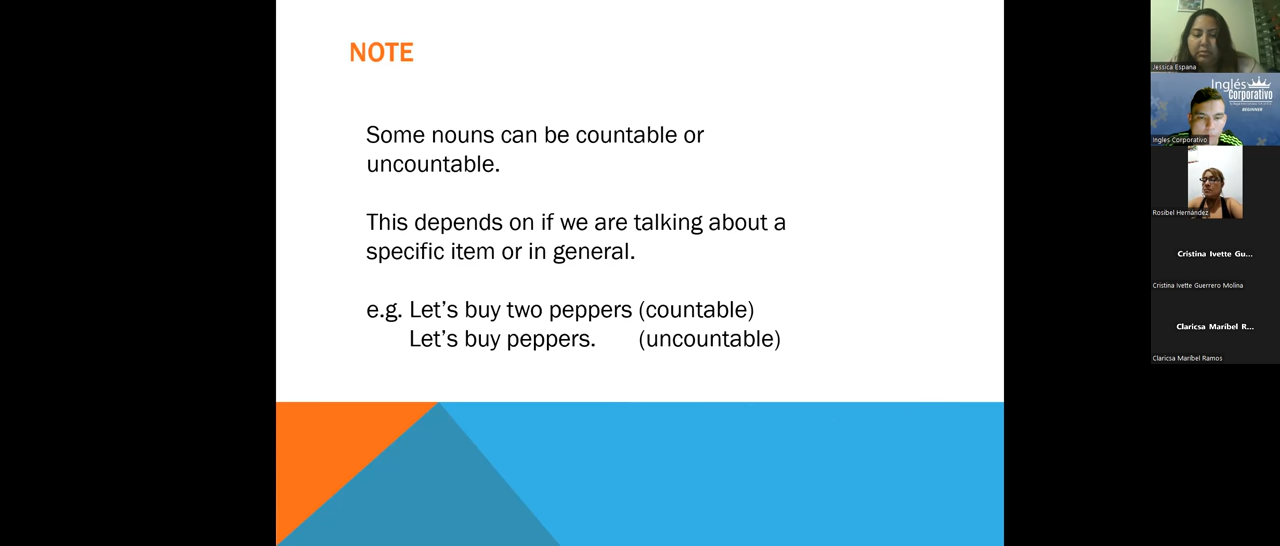 NOTE
Some nouns can be countable or
uncountable.
This depends on if we are talking about a
specific item or in general.
e.g. Let's buy two peppers (countable)
Let's buy peppers. (uncountable)
Jessica Espana
Inglés
Corporativo
BEGINNER
Ingles Corporativo
Rosibel Hernández
Cristina Ivette Gu...
Cristina Ivette Guerrero Molina
Claricsa Maribel R...
Claricsa Maribel Ramos